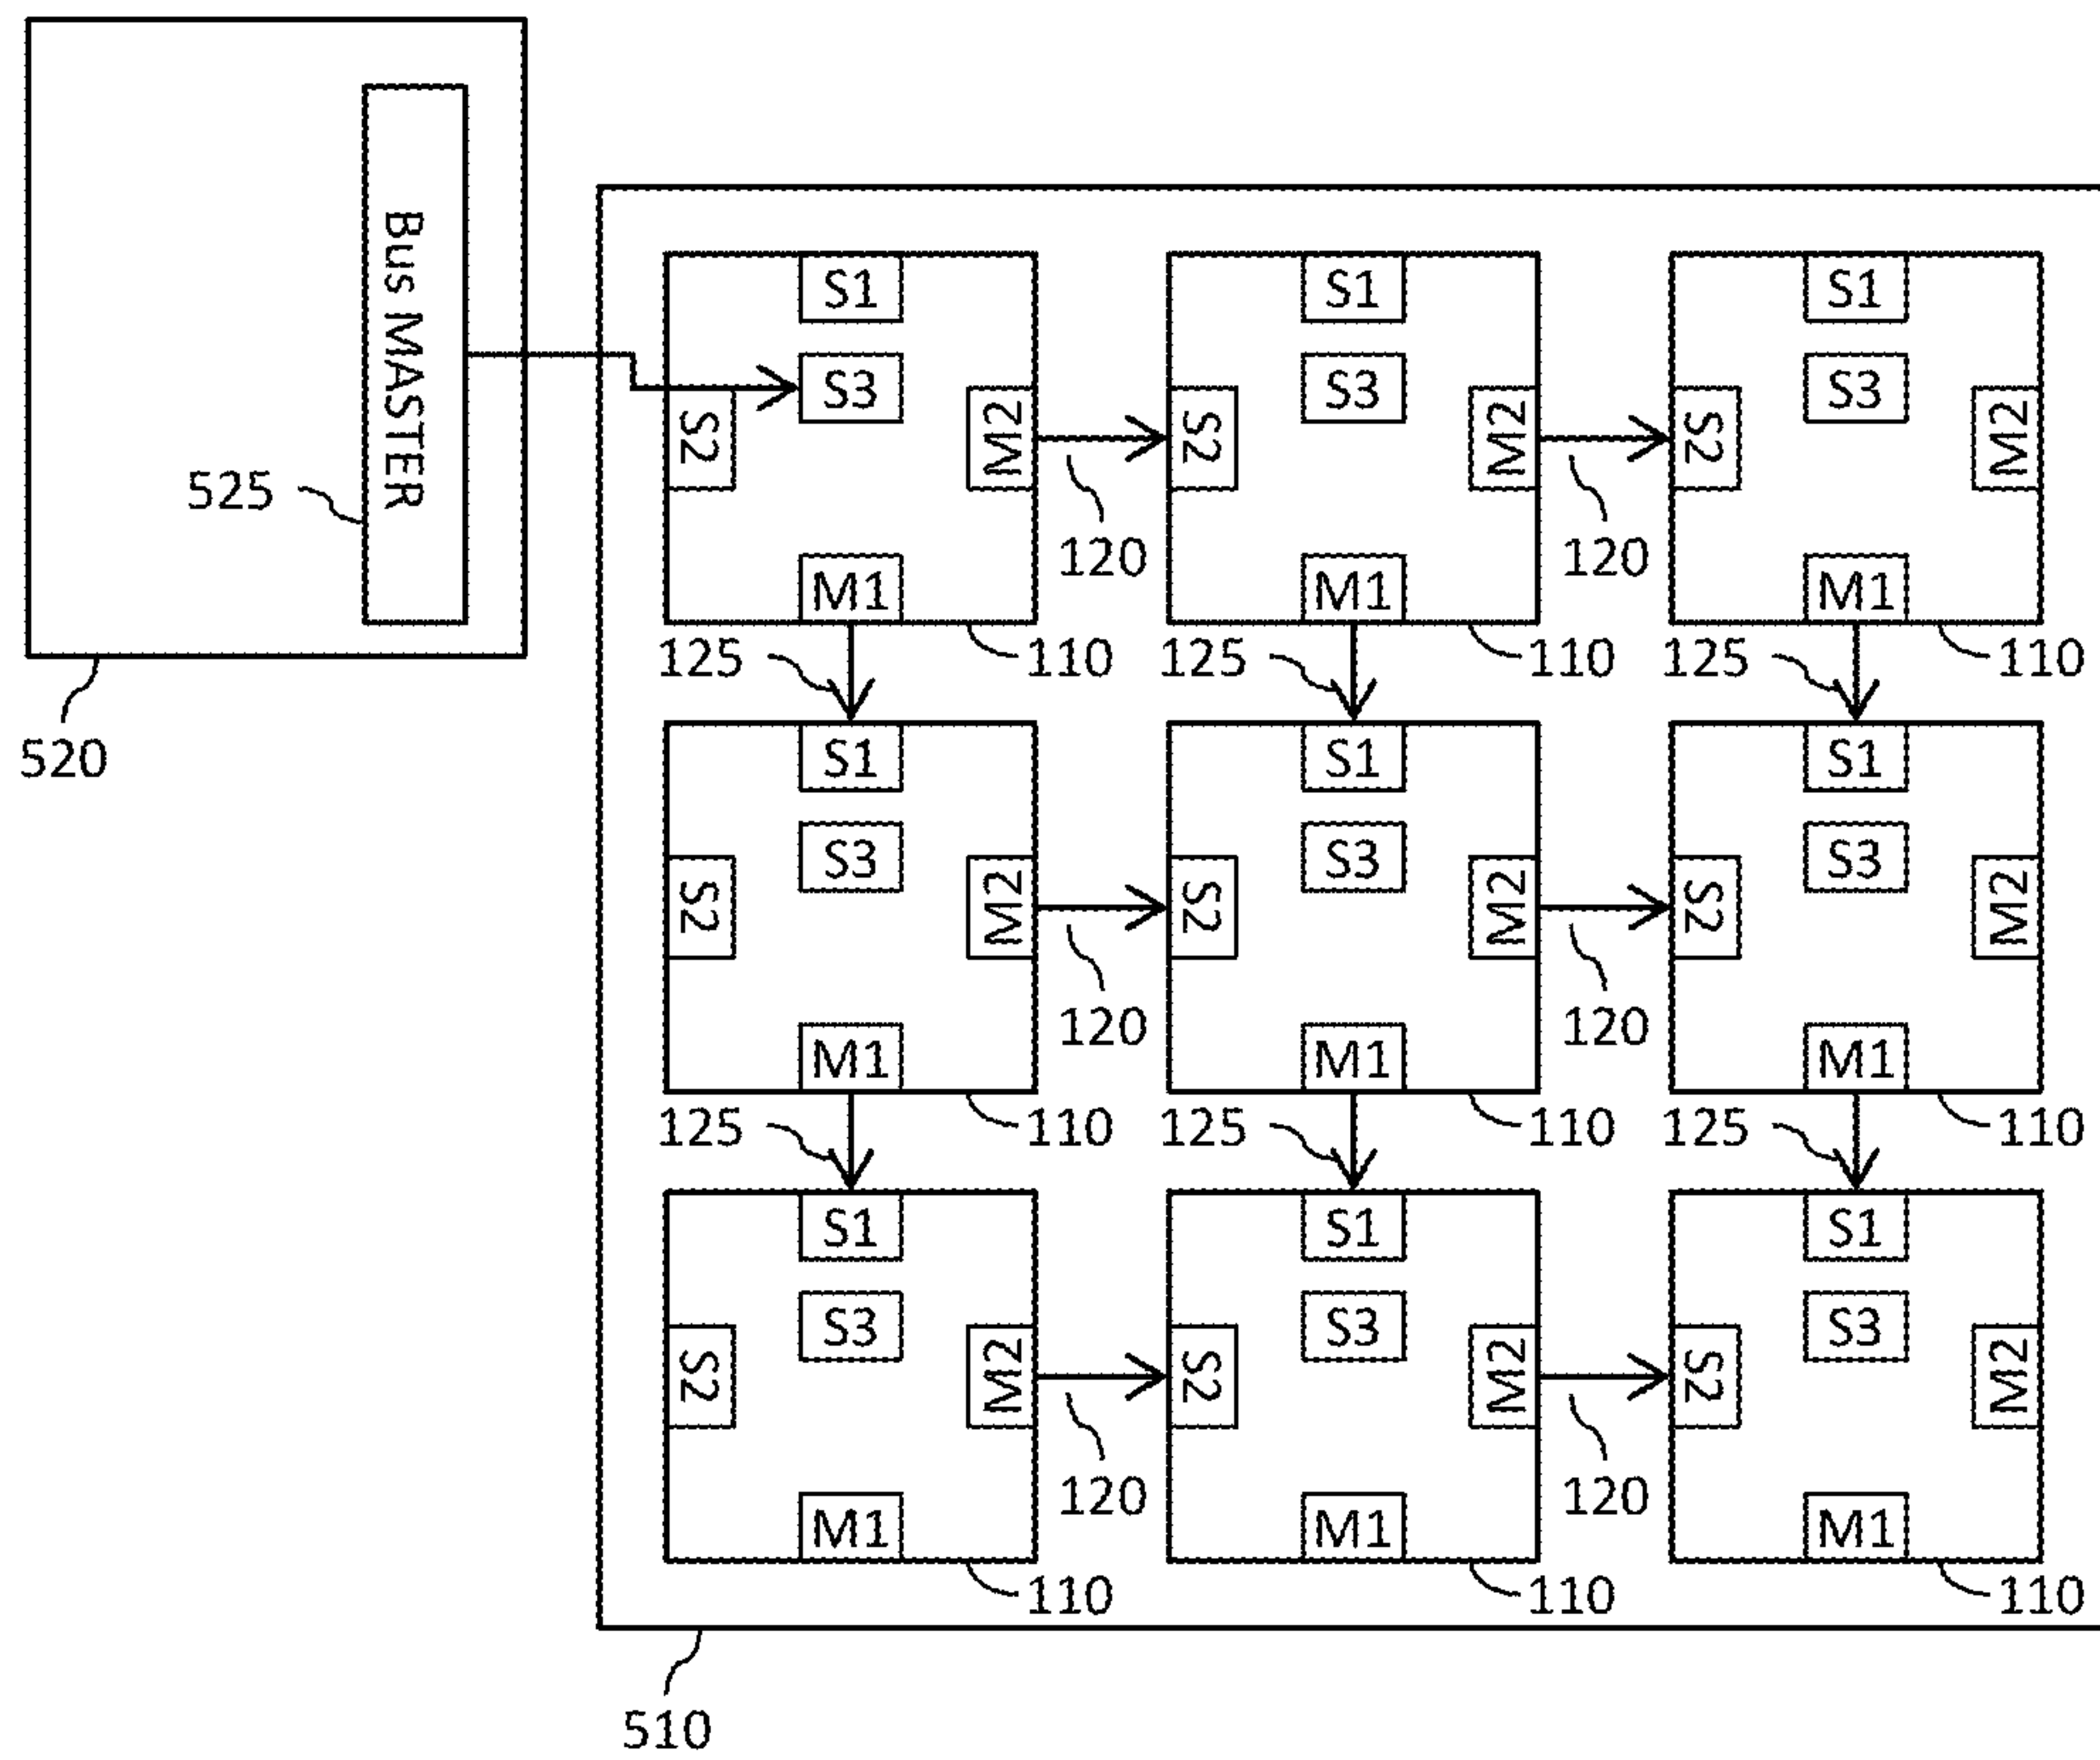 Bus MASTER
525
520
S1 S1 S1
S3 S3 S3
S2 M2 S2 M2 S2 M2
120 120
M1 M1 M1
125 110 125 110 125 110
S1 S1 S1
S3 S3 S3
S2 M2 S2 M2 S2 M2
120 120
M1 M1 M1
125 110 125 110 125 110
S1 S1 S1
S3 S3 S3
S2 M2 S2 M2 S2 M2
120 120
M1 M1 M1
110 110 110
510